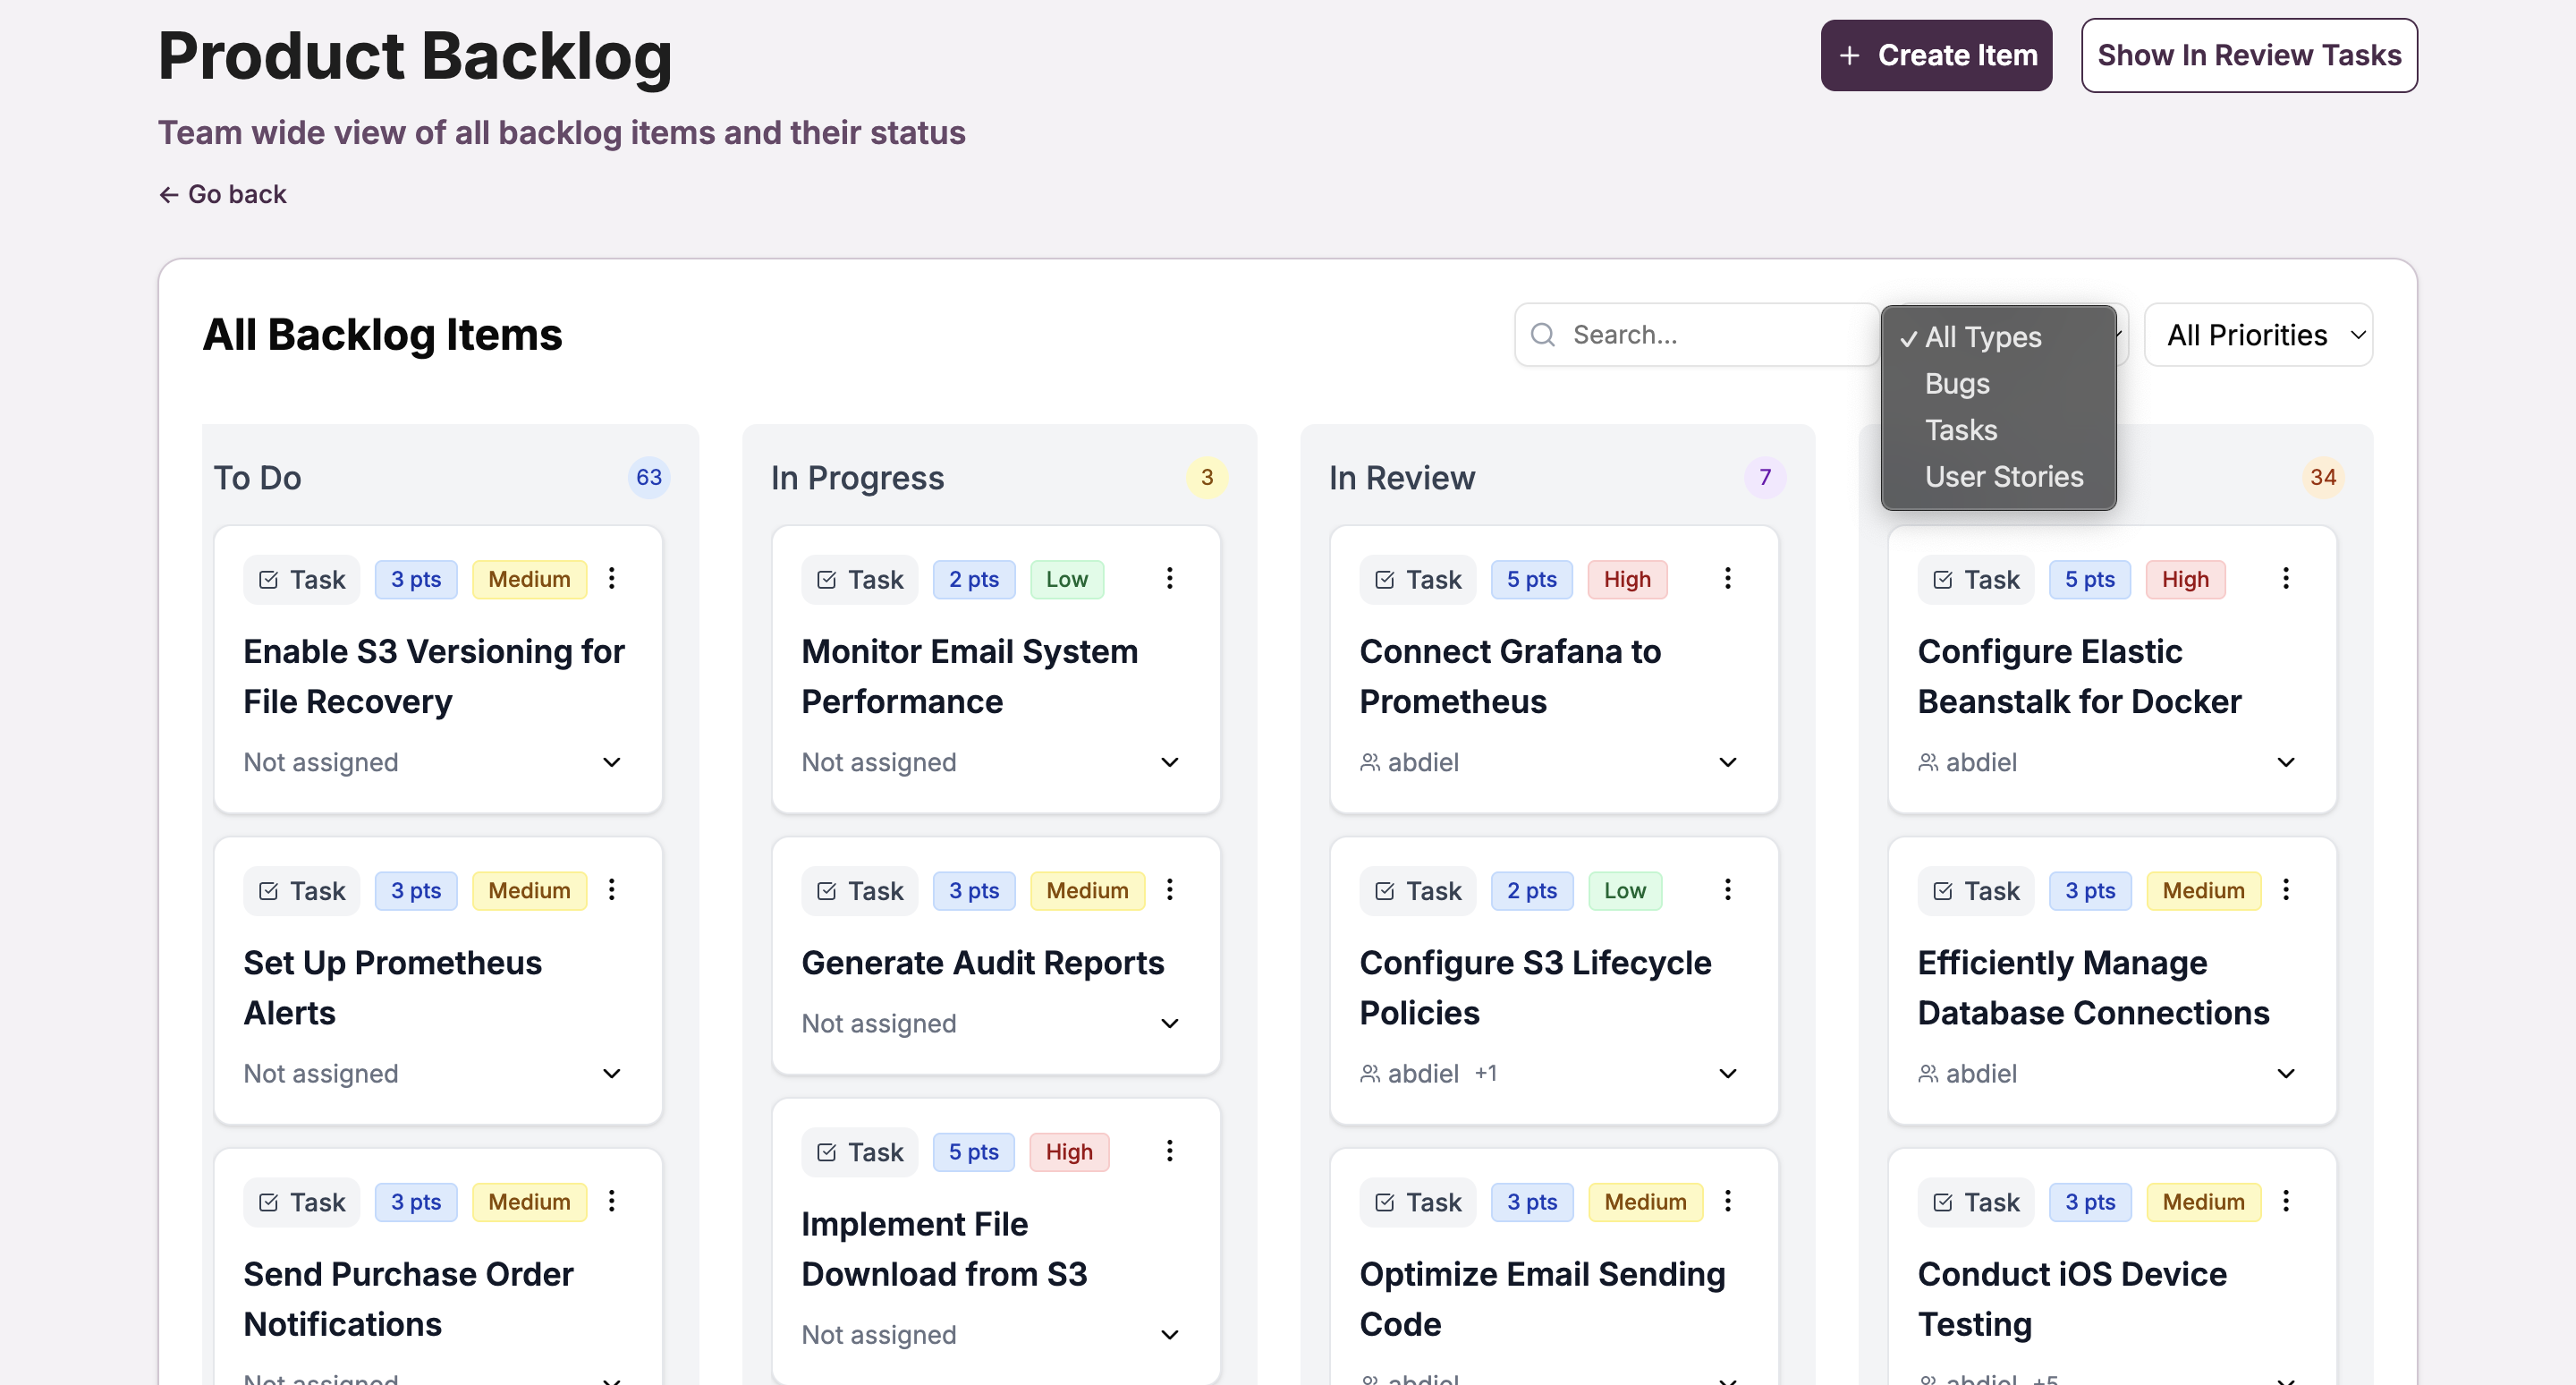 Product Backlog
+ Create Item
Show In Review Tasks
Team wide view of all backlog items and their status
← Go back
All Backlog Items
Search...
✓ All Types
Bugs
Tasks
User Stories
All Priorities
To Do
63
Task
3 pts
Medium
Enable S3 Versioning for
File Recovery
Not assigned
Task
3 pts
Medium
Set Up Prometheus
Alerts
Not assigned
Task
3 pts
Medium
Send Purchase Order
Notifications
Not assigned
In Progress
3
Task
2 pts
Low
Monitor Email System
Performance
Not assigned
Task
3 pts
Medium
Generate Audit Reports
Not assigned
Task
5 pts
High
Implement File
Download from S3
Not assigned
In Review
7
Task
5 pts
High
Connect Grafana to
Prometheus
abdiel
Task
2 pts
Low
Configure S3 Lifecycle
Policies
abdiel +1
Task
3 pts
Medium
Optimize Email Sending
Code
abdiel
34
Task
5 pts
High
Configure Elastic
Beanstalk for Docker
abdiel
Task
3 pts
Medium
Efficiently Manage
Database Connections
abdiel
Task
3 pts
Medium
Conduct iOS Device
Testing
abdiel +5